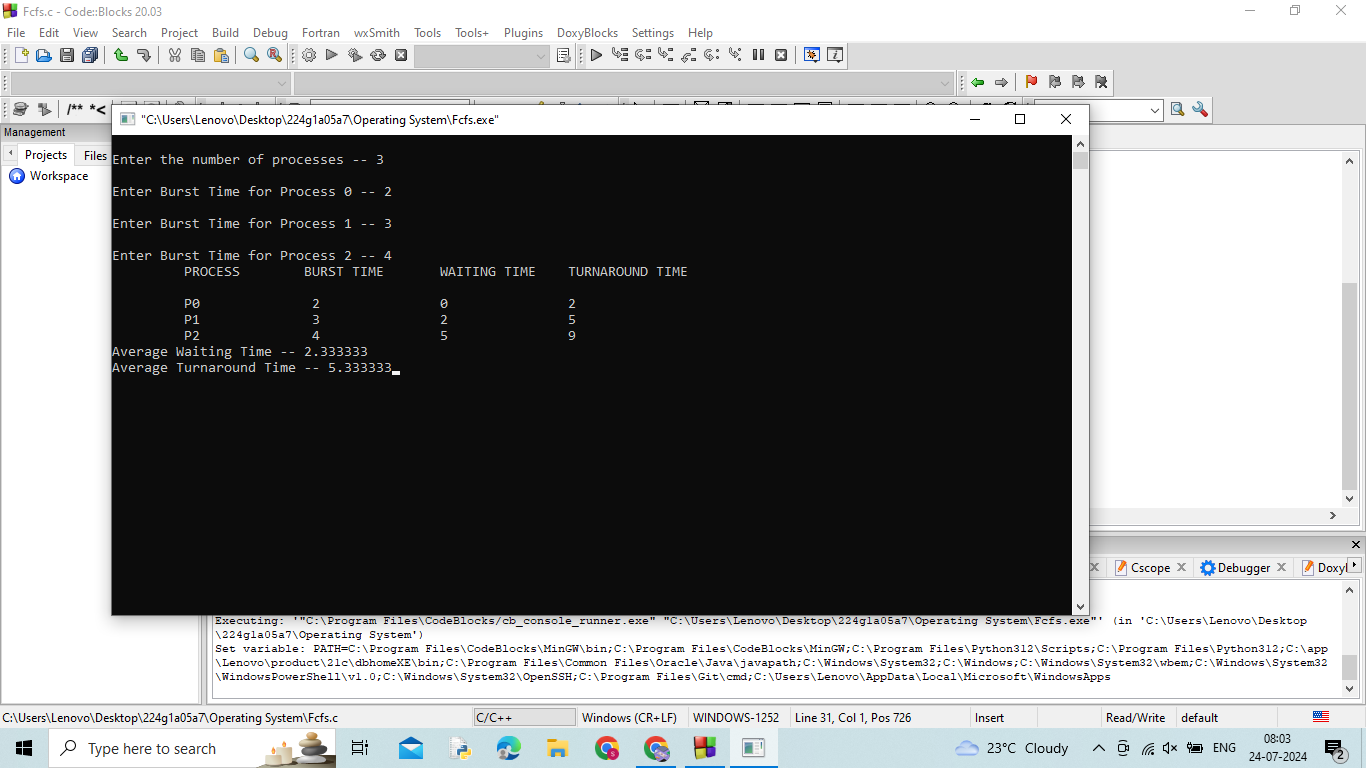 Fcfs.c - Code::Blocks 20.03
File Edit View Search Project Build Debug Fortran wxSmith Tools Tools+ Plugins DoxyBlocks Settings Help
/** *<
Management
Projects Files
Workspace
"C:\Users\Lenovo\Desktop\224g1a05a7\Operating System\Fcfs.exe"
Enter the number of processes -- 3
Enter Burst Time for Process 0 -- 2
Enter Burst Time for Process 1 -- 3
Enter Burst Time for Process 2 -- 4
PROCESS BURST TIME WAITING TIME TURNAROUND TIME
P0 2 0 2
P1 3 2 5
P2 4 5 9
Average Waiting Time -- 2.333333
Average Turnaround Time -- 5.333333
Cscope Debugger Doxyl
Executing: '"C:\Program Files\CodeBlocks/cb_console_runner.exe" "C:\Users\Lenovo\Desktop\224g1a05a7\Operating System\Fcfs.exe"' (in 'C:\Users\Lenovo\Desktop
\224g1a05a7\Operating System')
Set variable: PATH=C:\Program Files\CodeBlocks\MinGW\bin;C:\Program Files\CodeBlocks\MinGW;C:\Program Files\Python312\Scripts;C:\Program Files\Python312;C:\app
\Lenovo\product\21c\dbhomeXE\bin;C:\Program Files\Common Files\Oracle\Java\javapath;C:\Windows\System32;C:\Windows;C:\Windows\System32\wbem;C:\Windows\System32
\WindowsPowerShell\v1.0;C:\Windows\System32\OpenSSH;C:\Program Files\Git\cmd;C:\Users\Lenovo\AppData\Local\Microsoft\WindowsApps
C:\Users\Lenovo\Desktop\224g1a05a7\Operating System\Fcfs.c C/C++ Windows (CR+LF) WINDOWS-1252 Line 31, Col 1, Pos 726 Insert Read/Write default
Type here to search 23°C Cloudy ENG 08:03
24-07-2024 2